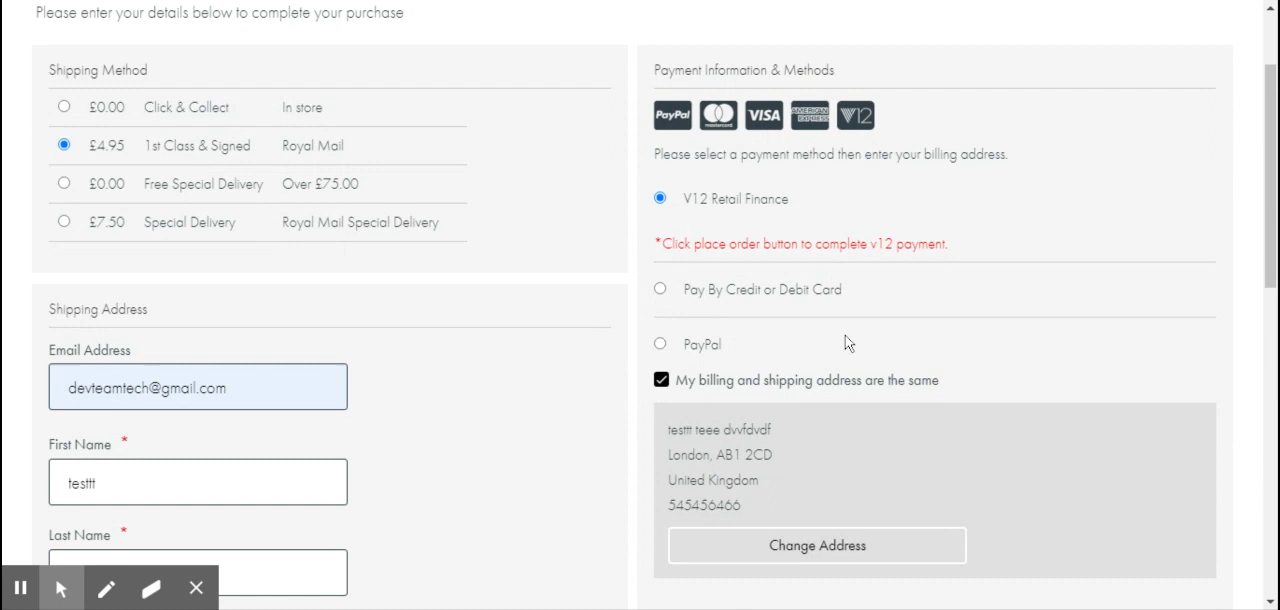 Please enter your details below to complete your purchase
Shipping Method
£0.00 Click & Collect In store
£4.95 1st Class & Signed Royal Mail
£0.00 Free Special Delivery Over £75.00
£7.50 Special Delivery Royal Mail Special Delivery
Shipping Address
Email Address
devteamtech@gmail.com
First Name *
testtt
Last Name *
Payment Information & Methods
PayPal mastercard VISA AMERICAN EXPRESS V12
Please select a payment method then enter your billing address.
V12 Retail Finance
*Click place order button to complete v12 payment.
Pay By Credit or Debit Card
PayPal
My billing and shipping address are the same
testtt teee dvvfdvdf
London, AB1 2CD
United Kingdom
545456466
Change Address